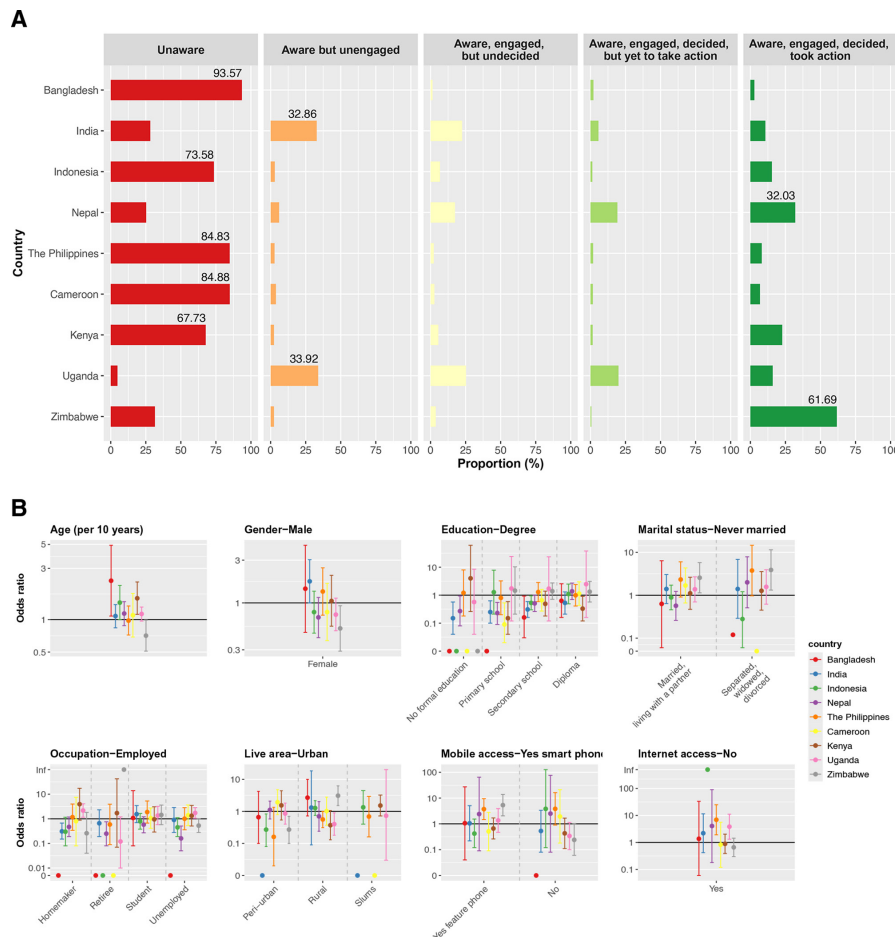 A
Unaware
Aware but unengaged
Aware, engaged,
but undecided
Aware, engaged, decided,
but yet to take action
Aware, engaged, decided,
took action
Country
Bangladesh
93.57
India
32.86
Indonesia
73.58
Nepal
32.03
The Philippines
84.83
Cameroon
84.88
Kenya
67.73
Uganda
33.92
Zimbabwe
61.69
0 25 50 75 100 0 25 50 75 100 0 25 50 75 100 0 25 50 75 100 0 25 50 75 100
Proportion (%)
B
Age (per 10 years)
Odds ratio
5
3
1
0.5
Gender−Male
3
1
0.3
Female
Education−Degree
10
1
0.1
0
No formal education
Primary school
Secondary school
Diploma
Marital status−Never married
10
1
0.1
0
Married,
living with a partner
Separated,
widowed,
divorced
country
Bangladesh
India
Indonesia
Nepal
The Philippines
Cameroon
Kenya
Uganda
Zimbabwe
Occupation−Employed
Odds ratio
Inf
10
1
0.1
0.01
0
Homemaker
Retiree
Student
Unemployed
Live area−Urban
10
1
0.1
0
Peri−urban
Rural
Slums
Mobile access−Yes smart phone
100
10
1
0.1
0
Yes feature phone
No
Internet access−No
Inf
100
10
1
0.1
Yes